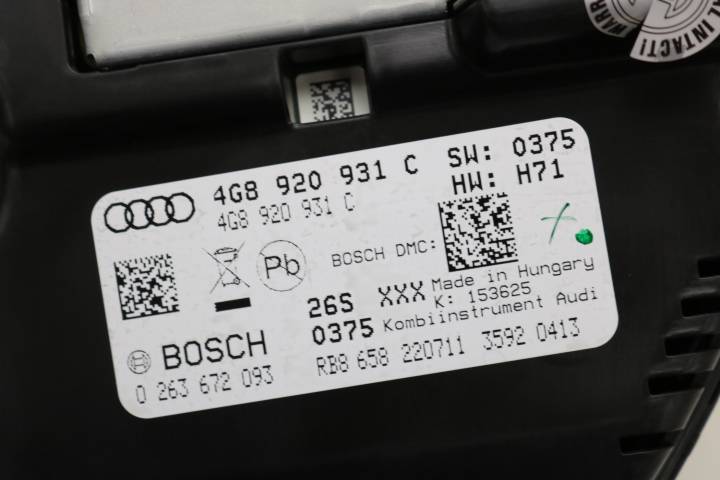 4G8 920 931 C SW: 0375
4G8 920 931 C HW: H71
BOSCH DMC:
Pb
26S XXX Made in Hungary
K: 153625
0375 Kombiinstrument Audi
BOSCH
0 263 672 093 RB8 658 220711 3592 0413
INTACT!